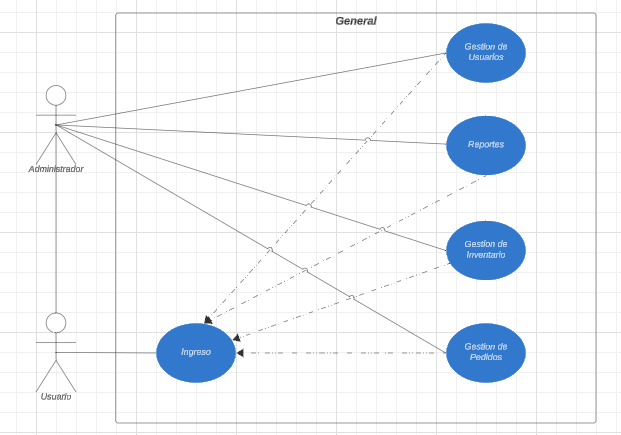 General
Gestion de
Usuarios
Reportes
Administrador
Gestion de
Inventario
Ingreso
Gestion de
Pedidos
Usuario